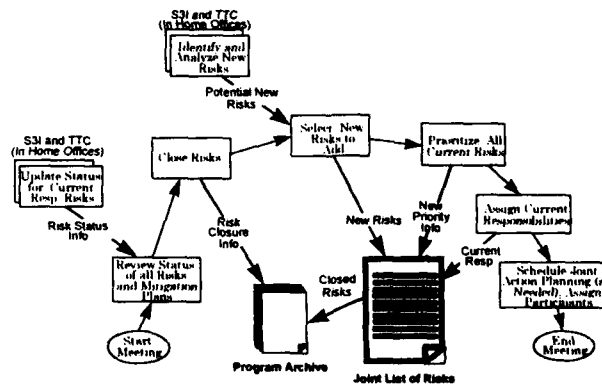 S3I and TTC
(In Home Offices)
Identify and
Analyze New
Risks
Potential New
Risks
S3I and TTC
(In Home Offices)
Update Status
for Current
Resp. Risks
Risk Status
Info
Close Risks
Select New
Risks to
Add
Prioritize All
Current Risks
Risk
Closure
Info
New Risks
New
Priority
Info
Assign Current
Responsibilities
Current
Resp
Review Status
of all Risks
and Mitigation
Plans
Closed
Risks
Schedule Joint
Action Planning (as
Needed), Assign
Participants
Start
Meeting
End
Meeting
Program Archive
Joint List of Risks